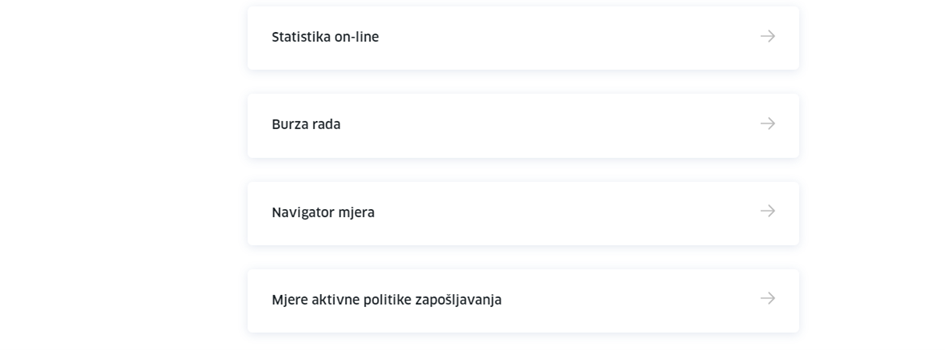 Statistika on-line
Burza rada
Navigator mjera
Mjere aktivne politike zapošljavanja